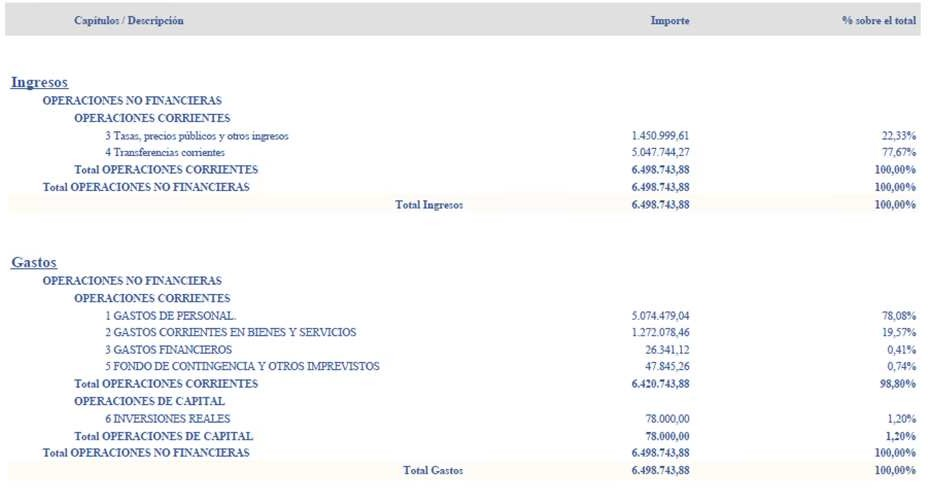 Capítulos / Descripción Importe % sobre el total
Ingresos
OPERACIONES NO FINANCIERAS
OPERACIONES CORRIENTES
3 Tasas, precios públicos y otros ingresos 1.450.999,61 22,33%
4 Transferencias corrientes 5.047.744,27 77,67%
Total OPERACIONES CORRIENTES 6.498.743,88 100,00%
Total OPERACIONES NO FINANCIERAS 6.498.743,88 100,00%
Total Ingresos 6.498.743,88 100,00%
Gastos
OPERACIONES NO FINANCIERAS
OPERACIONES CORRIENTES
1 GASTOS DE PERSONAL. 5.074.479,04 78,08%
2 GASTOS CORRIENTES EN BIENES Y SERVICIOS 1.272.078,46 19,57%
3 GASTOS FINANCIEROS 26.341,12 0,41%
5 FONDO DE CONTINGENCIA Y OTROS IMPREVISTOS 47.845,26 0,74%
Total OPERACIONES CORRIENTES 6.420.743,88 98,80%
OPERACIONES DE CAPITAL
6 INVERSIONES REALES 78.000,00 1,20%
Total OPERACIONES DE CAPITAL 78.000,00 1,20%
Total OPERACIONES NO FINANCIERAS 6.498.743,88 100,00%
Total Gastos 6.498.743,88 100,00%